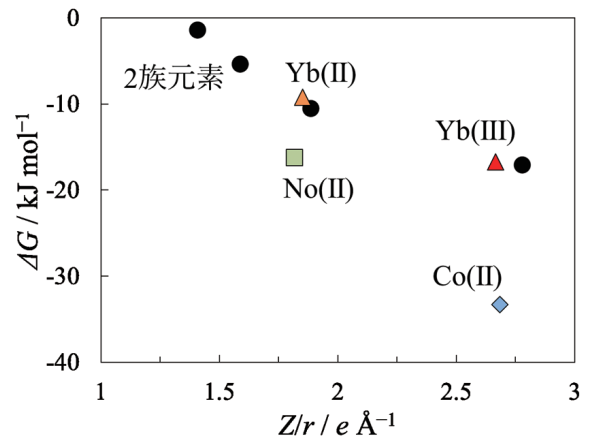 0
-10
-20
-30
-40
ΔG / kJ mol⁻¹
2族元素
Yb(II)
No(II)
Yb(III)
Co(II)
1 1.5 2 2.5 3
Z/r / e Å⁻¹